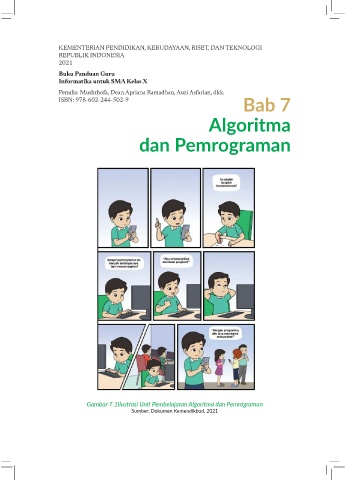 KEMENTERIAN PENDIDIKAN, KEBUDAYAAN, RISET, DAN TEKNOLOGI
REPUBLIK INDONESIA
2021
Buku Panduan Guru
Informatika untuk SMA Kelas X
Penulis: Mushthofa, Dean Apriana Ramadhan, Auzi Asfarian, dkk.
ISBN: 978-602-244-502-9
Bab 7
Algoritma
dan Pemrograman
Gambar 7.1Ilustrasi Unit Pembelajaran Algoritma dan Pemrograman
Sumber: Dokumen Kemendikbud, 2021